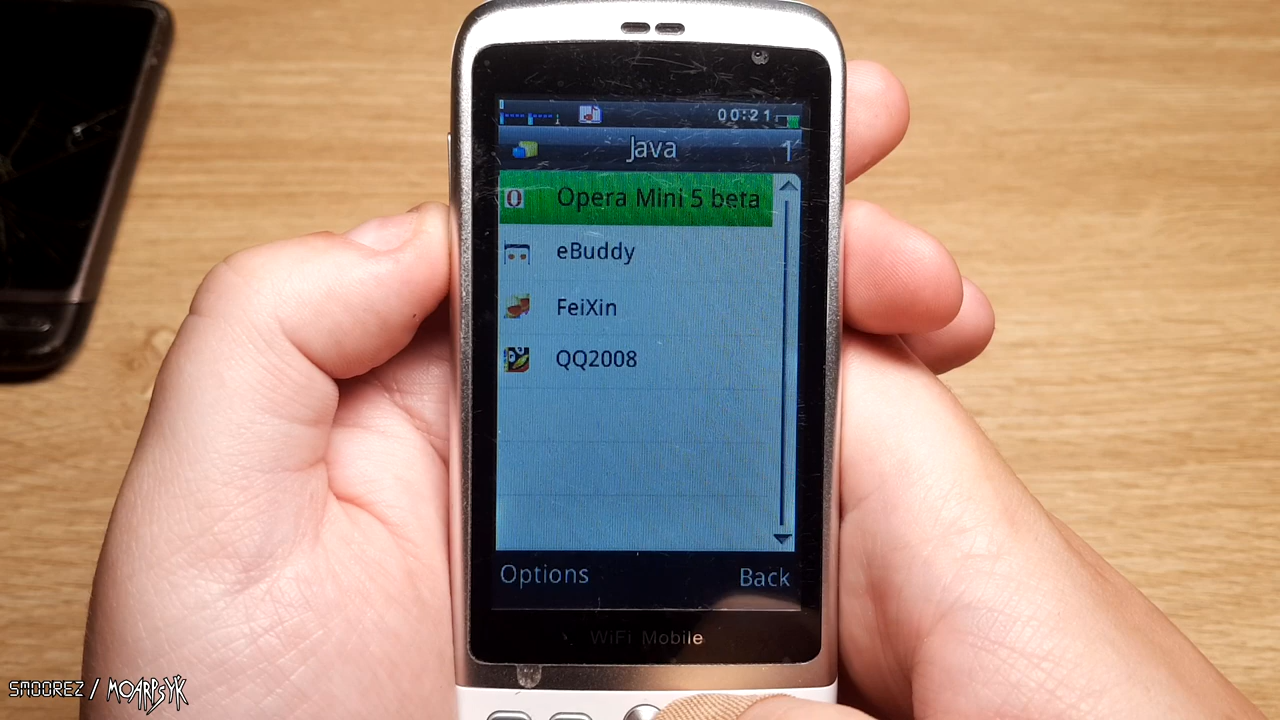 00:21
Java 1
Opera Mini 5 beta
eBuddy
FeiXin
QQ2008
Options Back
WiFi Mobile
SMOOREZ / MOARPSYK